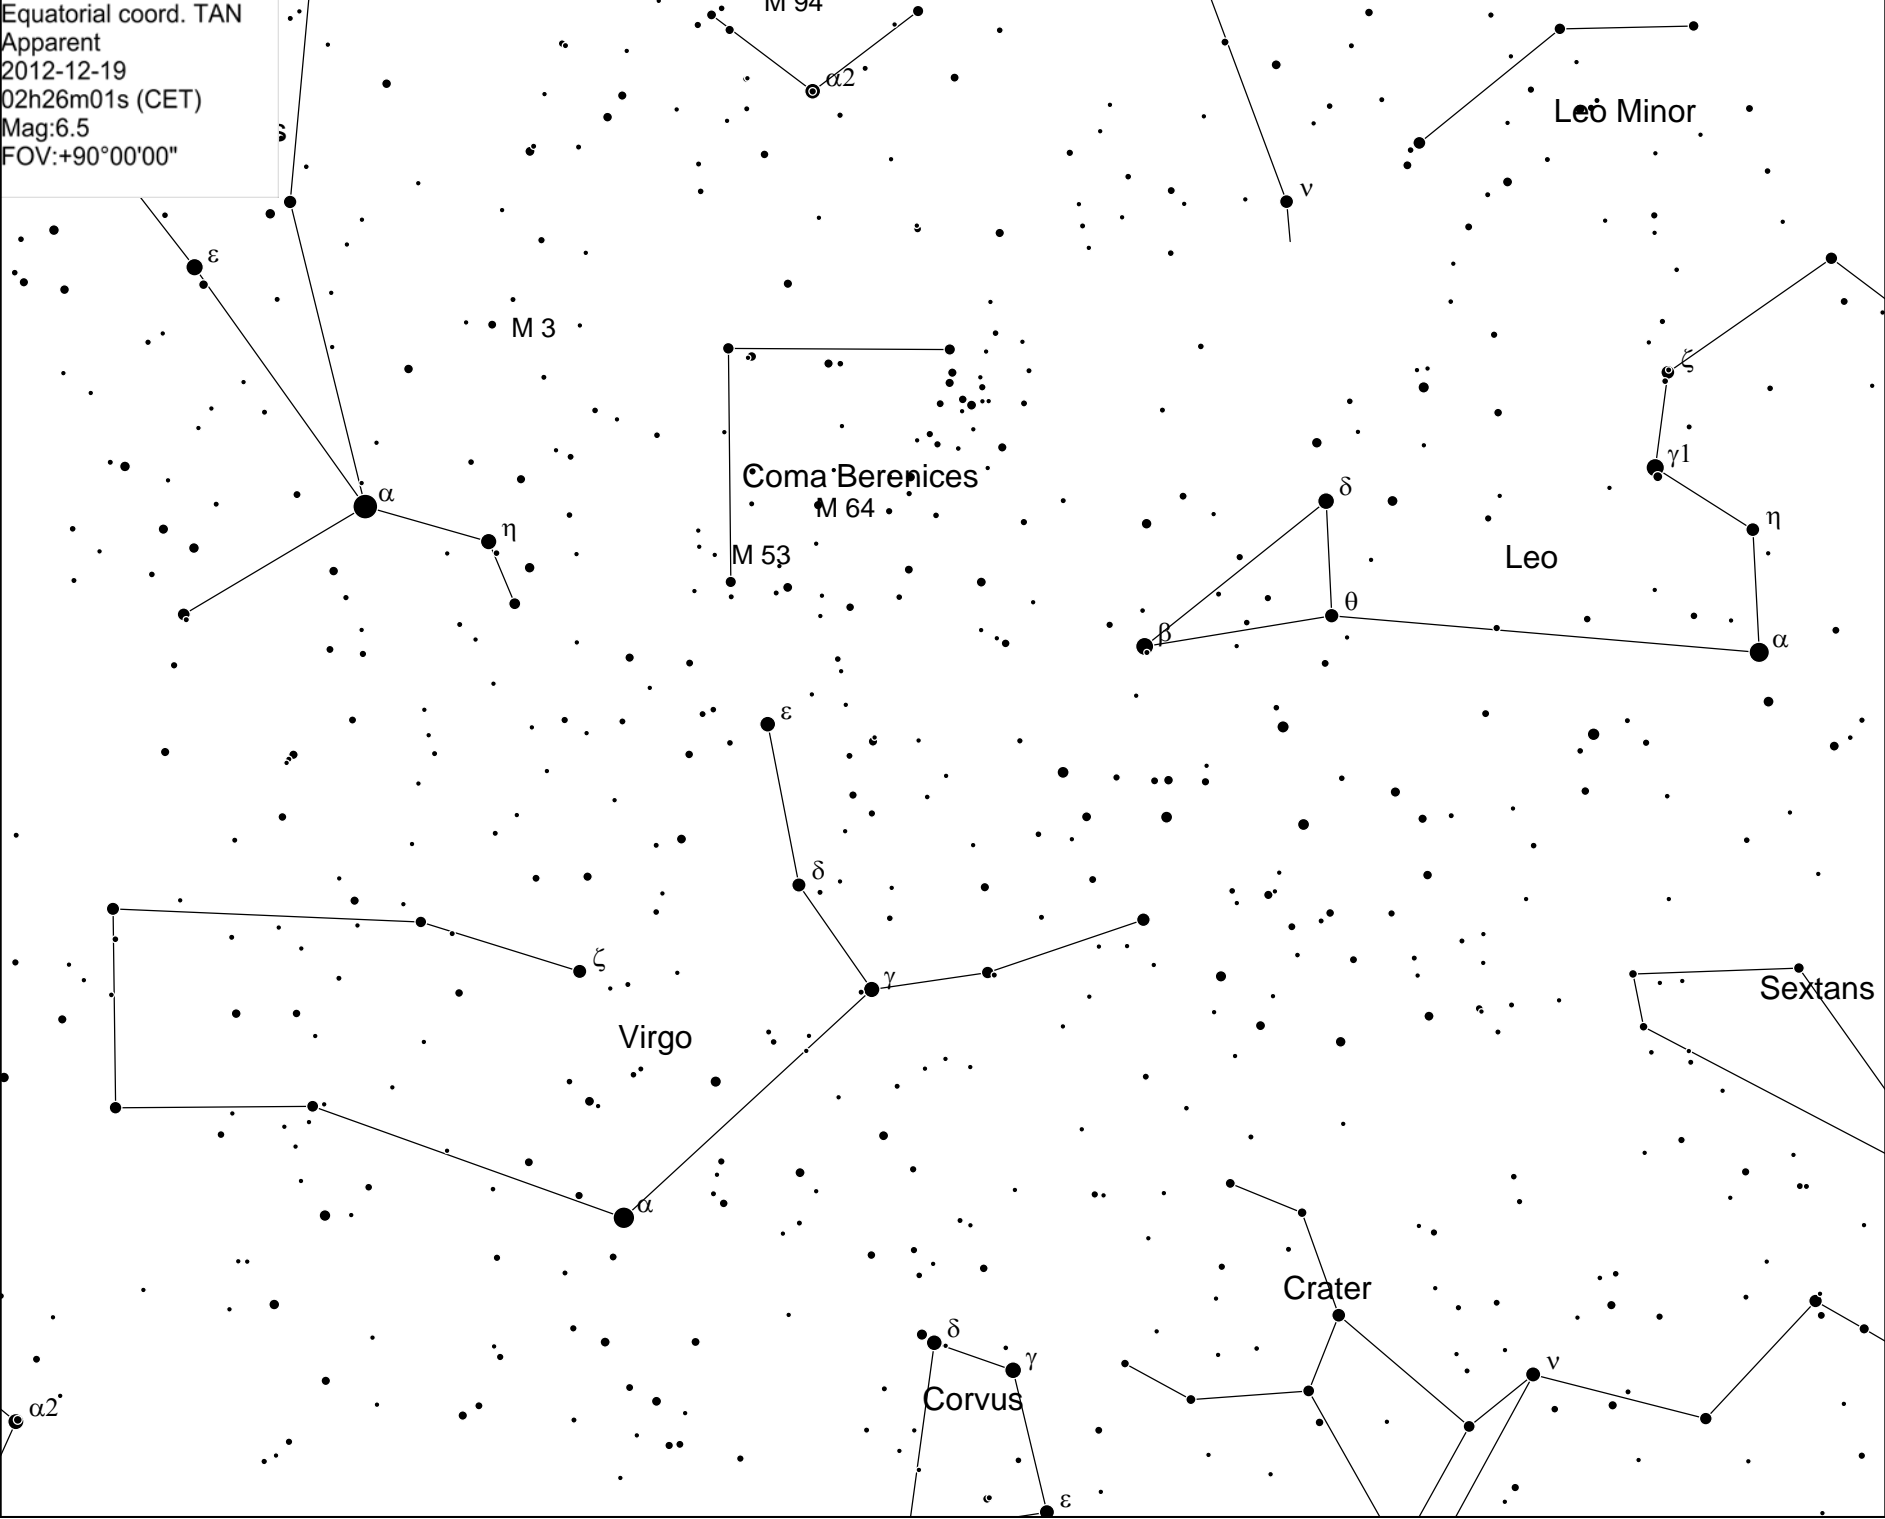 Equatorial coord. TAN
Apparent
2012-12-19
02h26m01s (CET)
Mag:6.5
FOV:+90°00'00"
M 94
α2
Leo Minor
ν
ε
M 3
ζ
γ1
Coma Berenices
M 64
α
η
δ
η
Leo
M 53
θ
β
α
ε
δ
ζ
γ
Sextans
Virgo
α
Crater
δ
γ
ν
Corvus
α2
ε